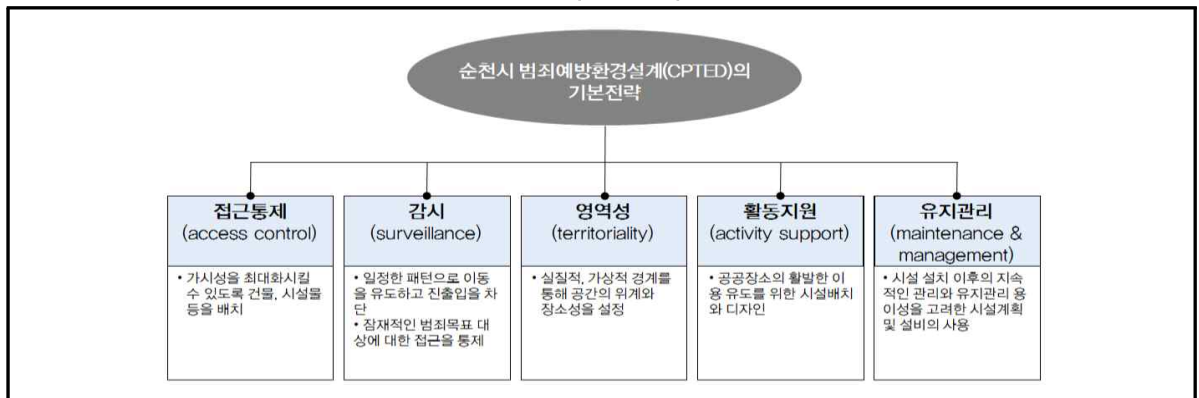 순천시 범죄예방환경설계(CPTED)의
기본전략
접근통제
(access control)
• 가시성을 최대화시킬
수 있도록 건물, 시설물
등을 배치
감시
(surveillance)
• 일정한 패턴으로 이동
을 유도하고 진출입을 차
단
• 잠재적인 범죄목표 대
상에 대한 접근을 통제
영역성
(territoriality)
• 실질적, 가상적 경계를
통해 공간의 위계와
장소성을 설정
활동지원
(activity support)
• 공공장소의 활발한 이
용 유도를 위한 시설배치
와 디자인
유지관리
(maintenance &
management)
• 시설 설치 이후의 지속
적인 관리와 유지관리 용
이성을 고려한 시설계획
및 설비의 사용